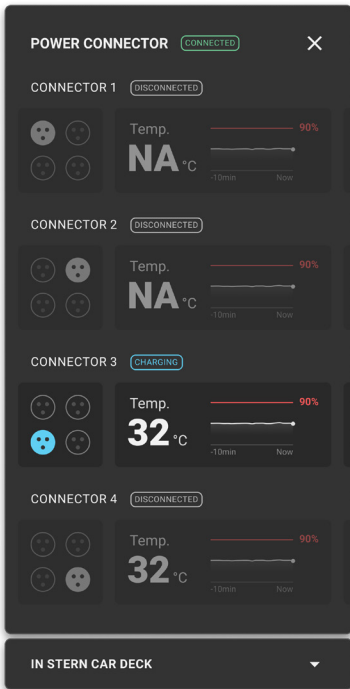 POWER CONNECTOR CONNECTED
CONNECTOR 1 DISCONNECTED
Temp.
NA °C
90%
-10min Now
CONNECTOR 2 DISCONNECTED
Temp.
NA °C
90%
-10min Now
CONNECTOR 3 CHARGING
Temp.
32 °C
90%
-10min Now
CONNECTOR 4 DISCONNECTED
Temp.
32 °C
90%
-10min Now
IN STERN CAR DECK